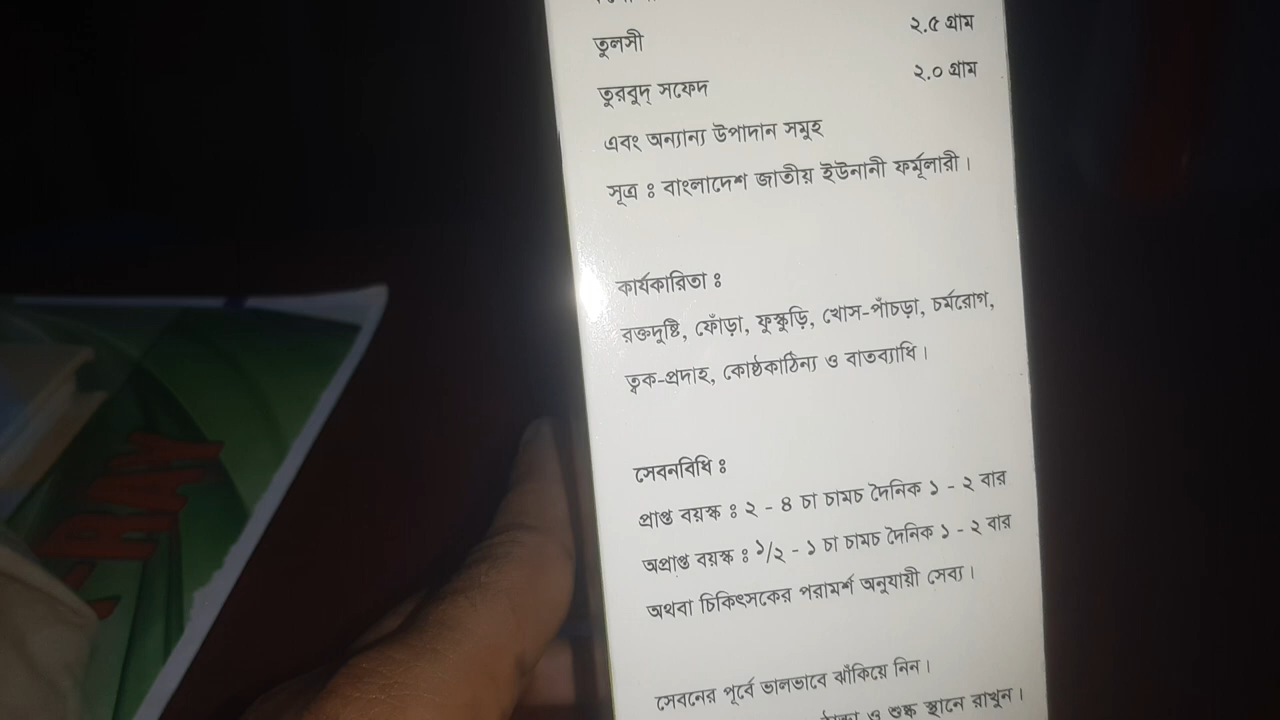 তুলসী ২.৫ গ্রাম
তুরবুদ্ সফেদ ২.০ গ্রাম
এবং অন্যান্য উপাদান সমূহ
সূত্র ঃ বাংলাদেশ জাতীয় ইউনানী ফর্মূলারী।
কার্যকারিতা ঃ
রক্তদুষ্টি, ফোঁড়া, ফুস্কুড়ি, খোস-পাঁচড়া, চর্মরোগ,
ত্বক-প্রদাহ, কোষ্ঠকাঠিন্য ও বাতব্যাধি।
সেবনবিধি ঃ
প্রাপ্ত বয়স্ক ঃ ২ - ৪ চা চামচ দৈনিক ১ - ২ বার
অপ্রাপ্ত বয়স্ক ঃ ১/২ - ১ চা চামচ দৈনিক ১ - ২ বার
অথবা চিকিৎসকের পরামর্শ অনুযায়ী সেব্য।
সেবনের পূর্বে ভালভাবে ঝাঁকিয়ে নিন।
ও শুষ্ক স্থানে রাখুন।
RAY